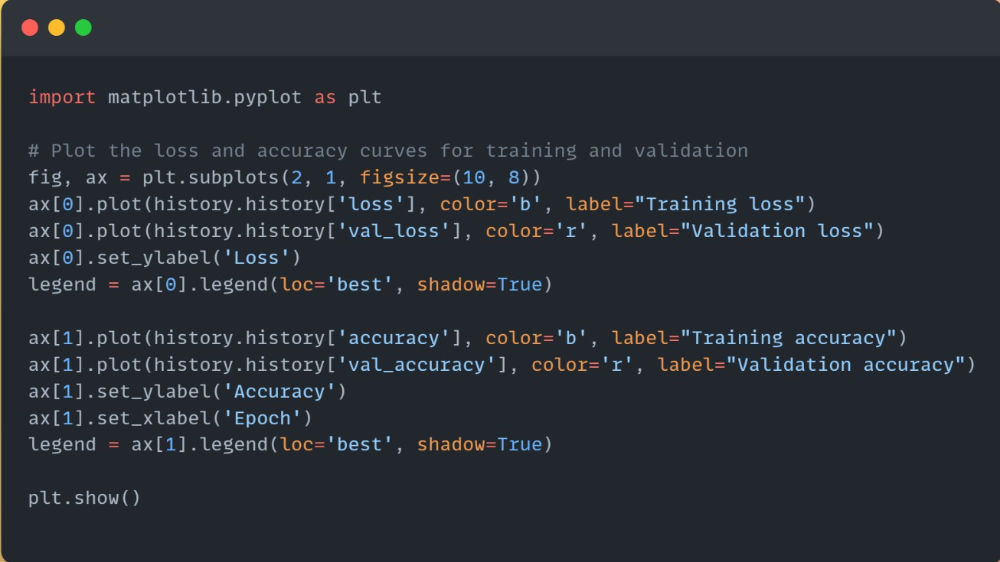 import matplotlib.pyplot as plt
# Plot the loss and accuracy curves for training and validation
fig, ax = plt.subplots(2, 1, figsize=(10, 8))
ax[0].plot(history.history['loss'], color='b', label="Training loss")
ax[0].plot(history.history['val_loss'], color='r', label="Validation loss")
ax[0].set_ylabel('Loss')
legend = ax[0].legend(loc='best', shadow=True)
ax[1].plot(history.history['accuracy'], color='b', label="Training accuracy")
ax[1].plot(history.history['val_accuracy'], color='r', label="Validation accuracy")
ax[1].set_ylabel('Accuracy')
ax[1].set_xlabel('Epoch')
legend = ax[1].legend(loc='best', shadow=True)
plt.show()